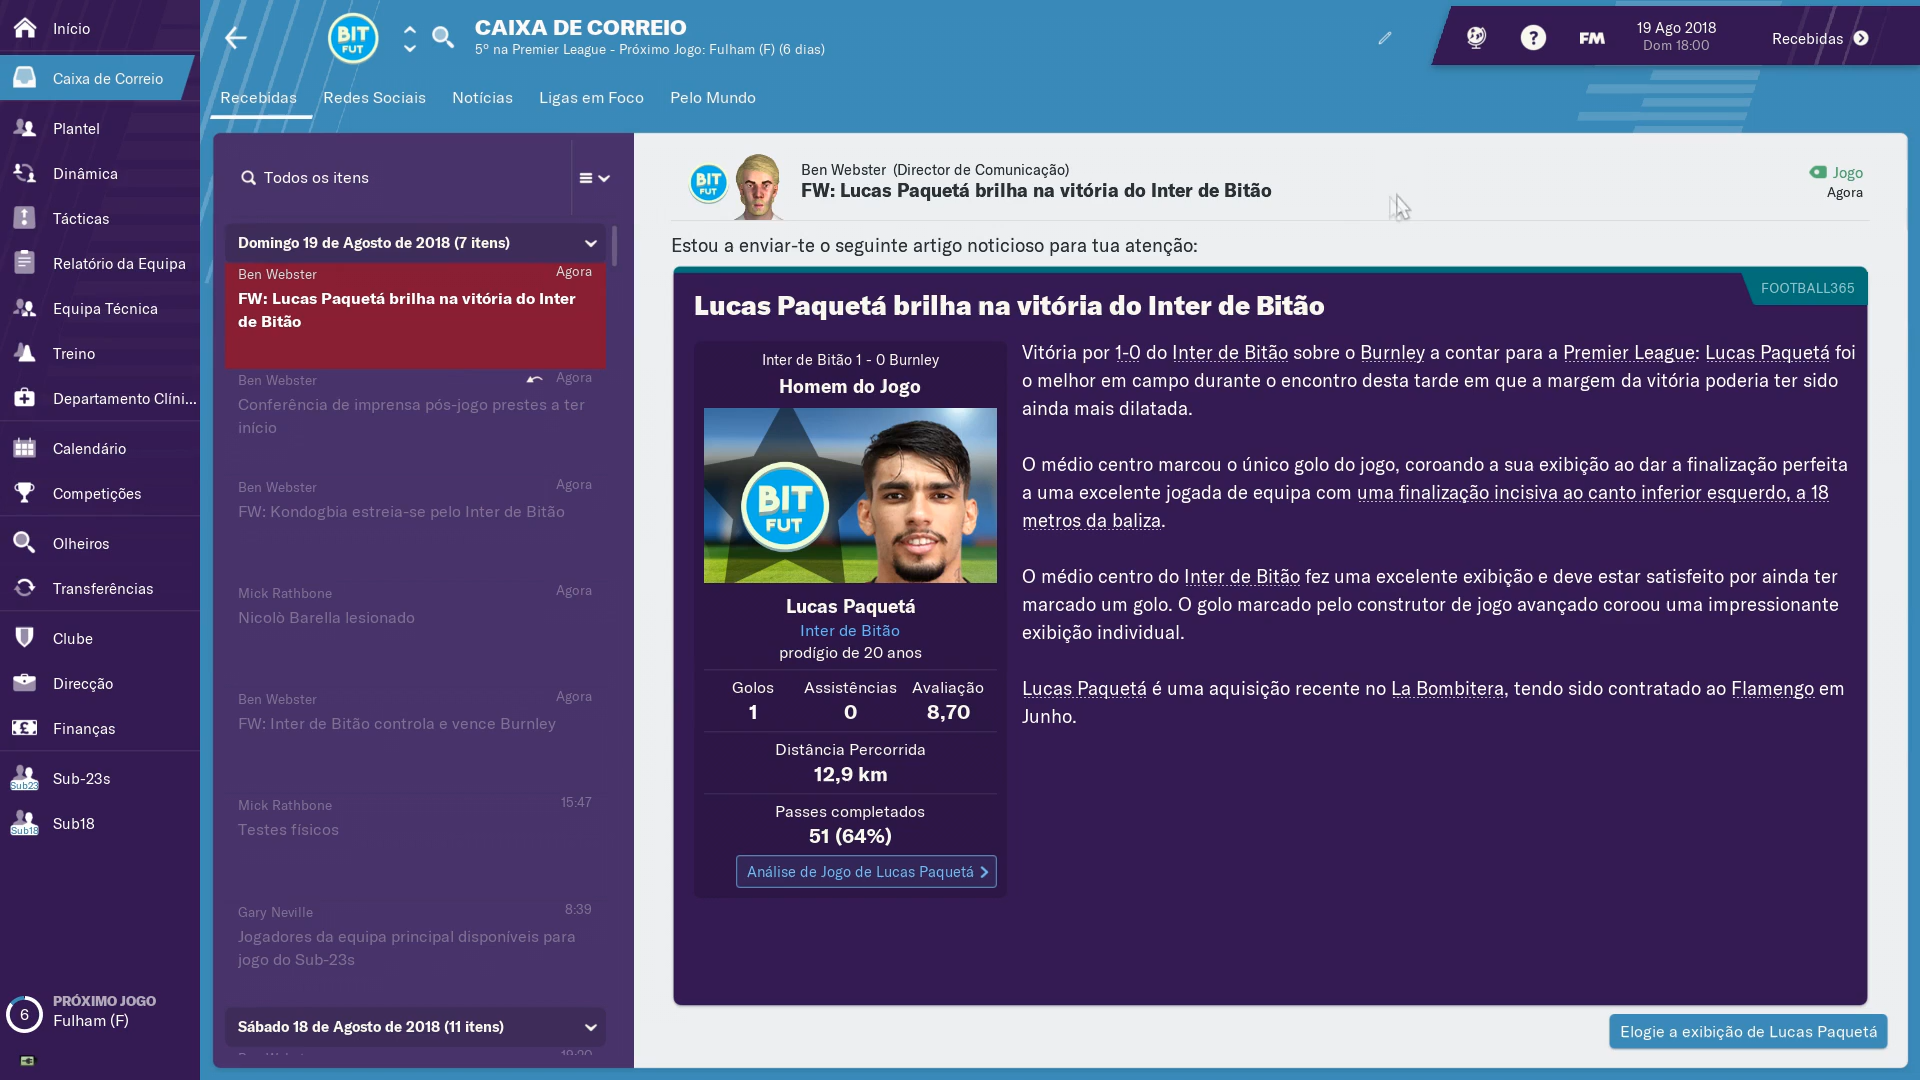 Início
Caixa de Correio
Plantel
Dinâmica
Tácticas
Relatório da Equipa
Equipa Técnica
Treino
Departamento Clíni...
Calendário
Competições
Olheiros
Transferências
Clube
Direcção
Finanças
Sub23
Sub-23s
Sub18
Sub18
6
PRÓXIMO JOGO
Fulham (F)
BIT
FUT
CAIXA DE CORREIO
5º na Premier League - Próximo Jogo: Fulham (F) (6 dias)
FM
19 Ago 2018
Dom 18:00
Recebidas
Recebidas
Redes Sociais
Notícias
Ligas em Foco
Pelo Mundo
Todos os itens
Domingo 19 de Agosto de 2018 (7 itens)
Ben Webster
Agora
FW: Lucas Paquetá brilha na vitória do Inter
de Bitão
Ben Webster
Agora
Conferência de imprensa pós-jogo prestes a ter
início
Ben Webster
Agora
FW: Kondogbia estreia-se pelo Inter de Bitão
Mick Rathbone
Agora
Nicolò Barella lesionado
Ben Webster
Agora
FW: Inter de Bitão controla e vence Burnley
Mick Rathbone
15:47
Testes físicos
Gary Neville
8:39
Jogadores da equipa principal disponíveis para
jogo do Sub-23s
Sábado 18 de Agosto de 2018 (11 itens)
BIT
FUT
Ben Webster (Director de Comunicação)
FW: Lucas Paquetá brilha na vitória do Inter de Bitão
Jogo
Agora
Estou a enviar-te o seguinte artigo noticioso para tua atenção:
FOOTBALL365
Lucas Paquetá brilha na vitória do Inter de Bitão
Inter de Bitão 1 - 0 Burnley
Homem do Jogo
BIT
FUT
Lucas Paquetá
Inter de Bitão
prodígio de 20 anos
Golos Assistências Avaliação
1 0 8,70
Distância Percorrida
12,9 km
Passes completados
51 (64%)
Análise de Jogo de Lucas Paquetá
Vitória por 1-0 do Inter de Bitão sobre o Burnley a contar para a Premier League: Lucas Paquetá foi
o melhor em campo durante o encontro desta tarde em que a margem da vitória poderia ter sido
ainda mais dilatada.
O médio centro marcou o único golo do jogo, coroando a sua exibição ao dar a finalização perfeita
a uma excelente jogada de equipa com uma finalização incisiva ao canto inferior esquerdo, a 18
metros da baliza.
O médio centro do Inter de Bitão fez uma excelente exibição e deve estar satisfeito por ainda ter
marcado um golo. O golo marcado pelo construtor de jogo avançado coroou uma impressionante
exibição individual.
Lucas Paquetá é uma aquisição recente no La Bombitera, tendo sido contratado ao Flamengo em
Junho.
Elogie a exibição de Lucas Paquetá